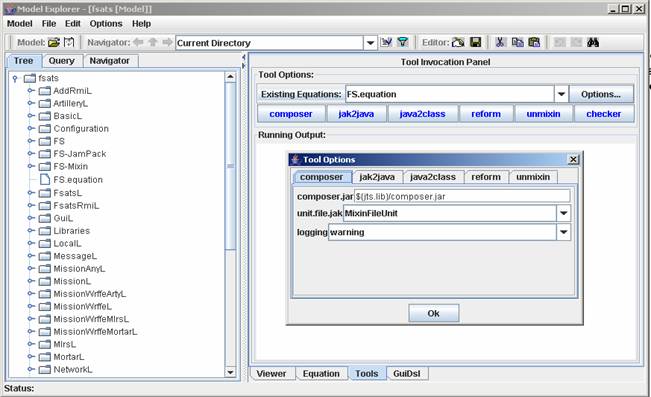 Model Explorer - [fsats [Model]]
Model File Edit Options Help
Model: Navigator: Current Directory Editor:
Tree Query Navigator
fsats
AddRmiL
ArtilleryL
BasicL
Configuration
FS
FS-JamPack
FS-Mixin
FS.equation
FsatsL
FsatsRmiL
GuiL
Libraries
LocalL
MessageL
MissionAnyL
MissionL
MissionWrffeArtyL
MissionWrffeL
MissionWrffeMlrsL
MissionWrffeMortarL
MlrsL
MortarL
NetworkL
Tool Invocation Panel
Tool Options:
Existing Equations: FS.equation Options...
composer jak2java java2class reform unmixin checker
Running Output:
Tool Options
composer jak2java java2class reform unmixin
composer.jar $(jts.lib)/composer.jar
unit.file.jak MixinFileUnit
logging warning
Ok
Viewer Equation Tools GuiDsl
Status: